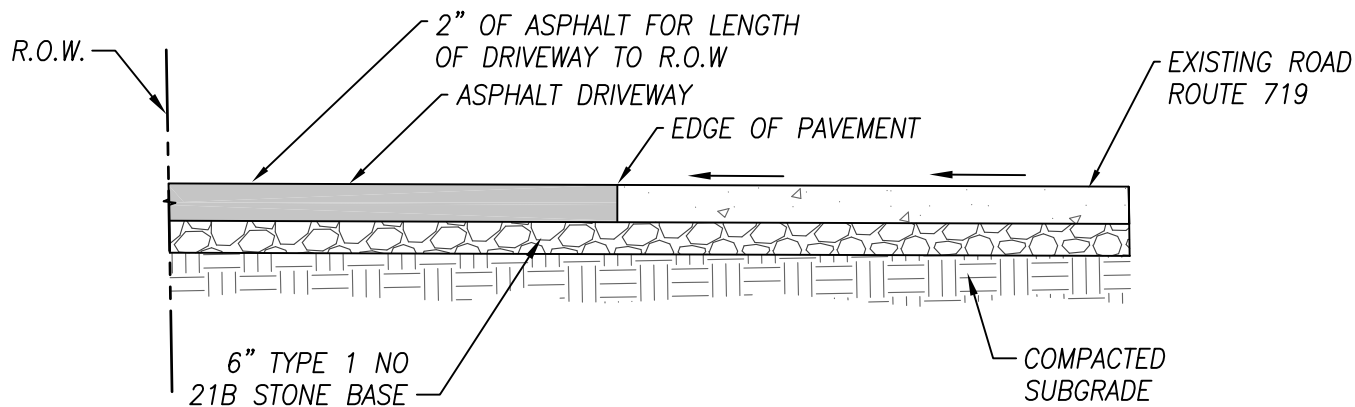 R.O.W.
2” OF ASPHALT FOR LENGTH
OF DRIVEWAY TO R.O.W
ASPHALT DRIVEWAY
EDGE OF PAVEMENT
EXISTING ROAD
ROUTE 719
6” TYPE 1 NO
21B STONE BASE
COMPACTED
SUBGRADE